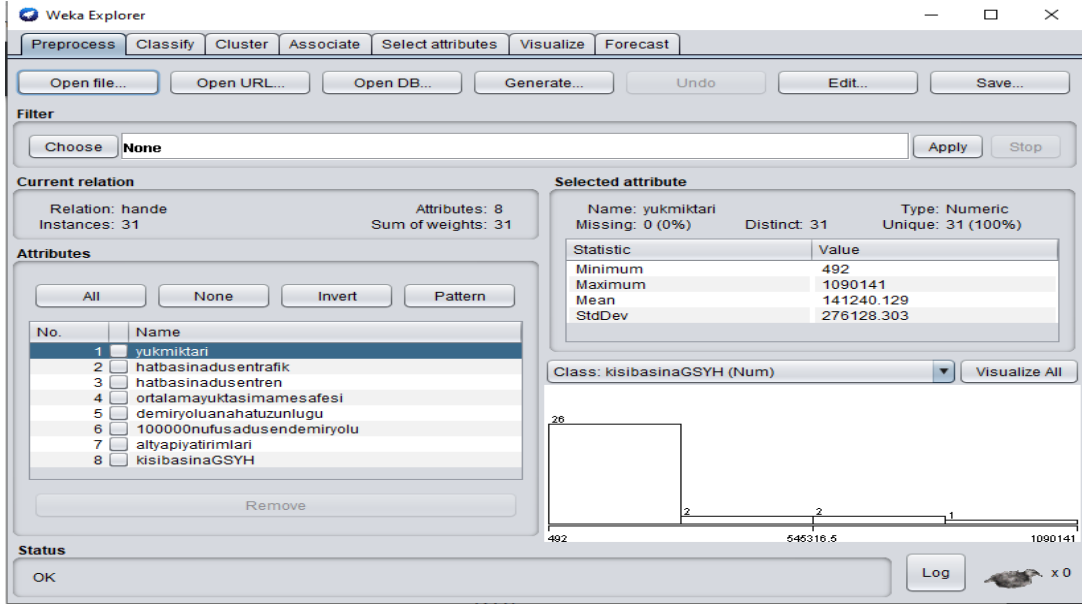 Weka Explorer
Preprocess Classify Cluster Associate Select attributes Visualize Forecast
Open file... Open URL... Open DB... Generate... Undo Edit... Save...
Filter
Choose None Apply Stop
Current relation
Relation: hande Attributes: 8
Instances: 31 Sum of weights: 31
Attributes
All None Invert Pattern
No. Name
1 yukmiktari
2 hatbasinadusentrafik
3 hatbasinadusentren
4 ortalamayuktasimamesafesi
5 demiryoluanahatuzunlugu
6 100000nufusadusendemiryolu
7 altyapiyatirimlari
8 kisibasinaGSYH
Remove
Selected attribute
Name: yukmiktari Type: Numeric
Missing: 0 (0%) Distinct: 31 Unique: 31 (100%)
Statistic Value
Minimum 492
Maximum 1090141
Mean 141240.129
StdDev 276128.303
Class: kisibasinaGSYH (Num) Visualize All
26
2 2 1
492 545316.5 1090141
Status
OK
Log x 0